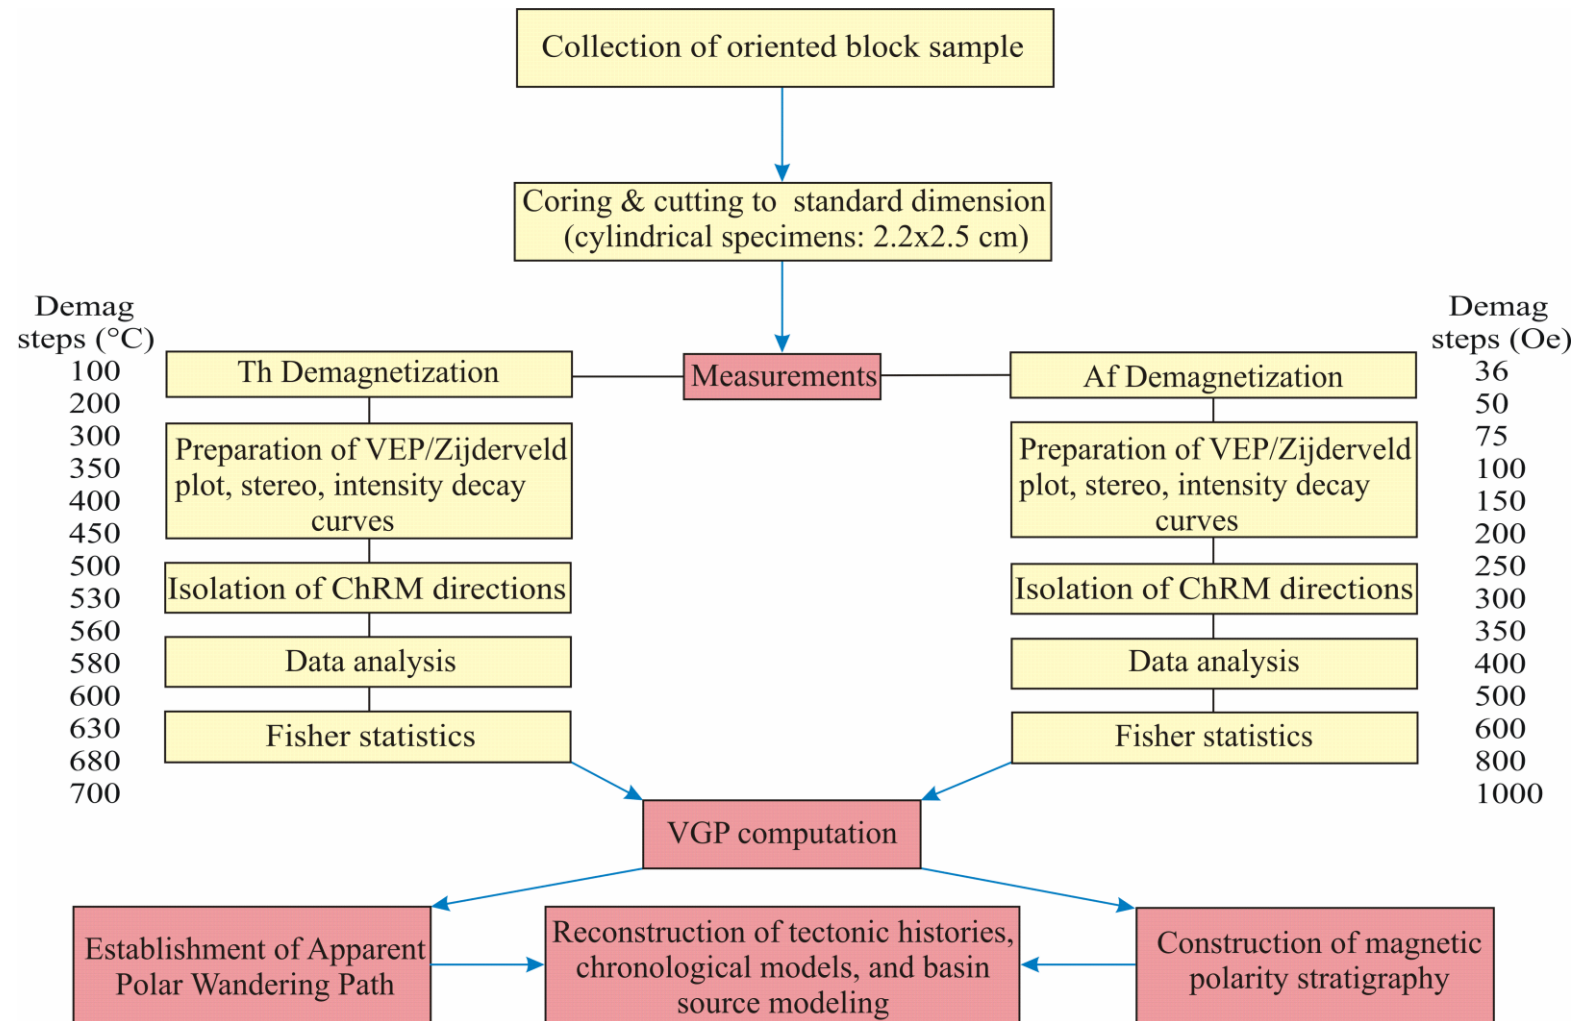 Collection of oriented block sample
Coring & cutting to standard dimension
(cylindrical specimens: 2.2x2.5 cm)
Measurements
Demag
steps (°C)
100
200
300
350
400
450
500
530
560
580
600
630
680
700
Th Demagnetization
Preparation of VEP/Zijderveld
plot, stereo, intensity decay
curves
Isolation of ChRM directions
Data analysis
Fisher statistics
Af Demagnetization
Preparation of VEP/Zijderveld
plot, stereo, intensity decay
curves
Isolation of ChRM directions
Data analysis
Fisher statistics
Demag
steps (Oe)
36
50
75
100
150
200
250
300
350
400
500
600
800
1000
VGP computation
Establishment of Apparent
Polar Wandering Path
Reconstruction of tectonic histories,
chronological models, and basin
source modeling
Construction of magnetic
polarity stratigraphy